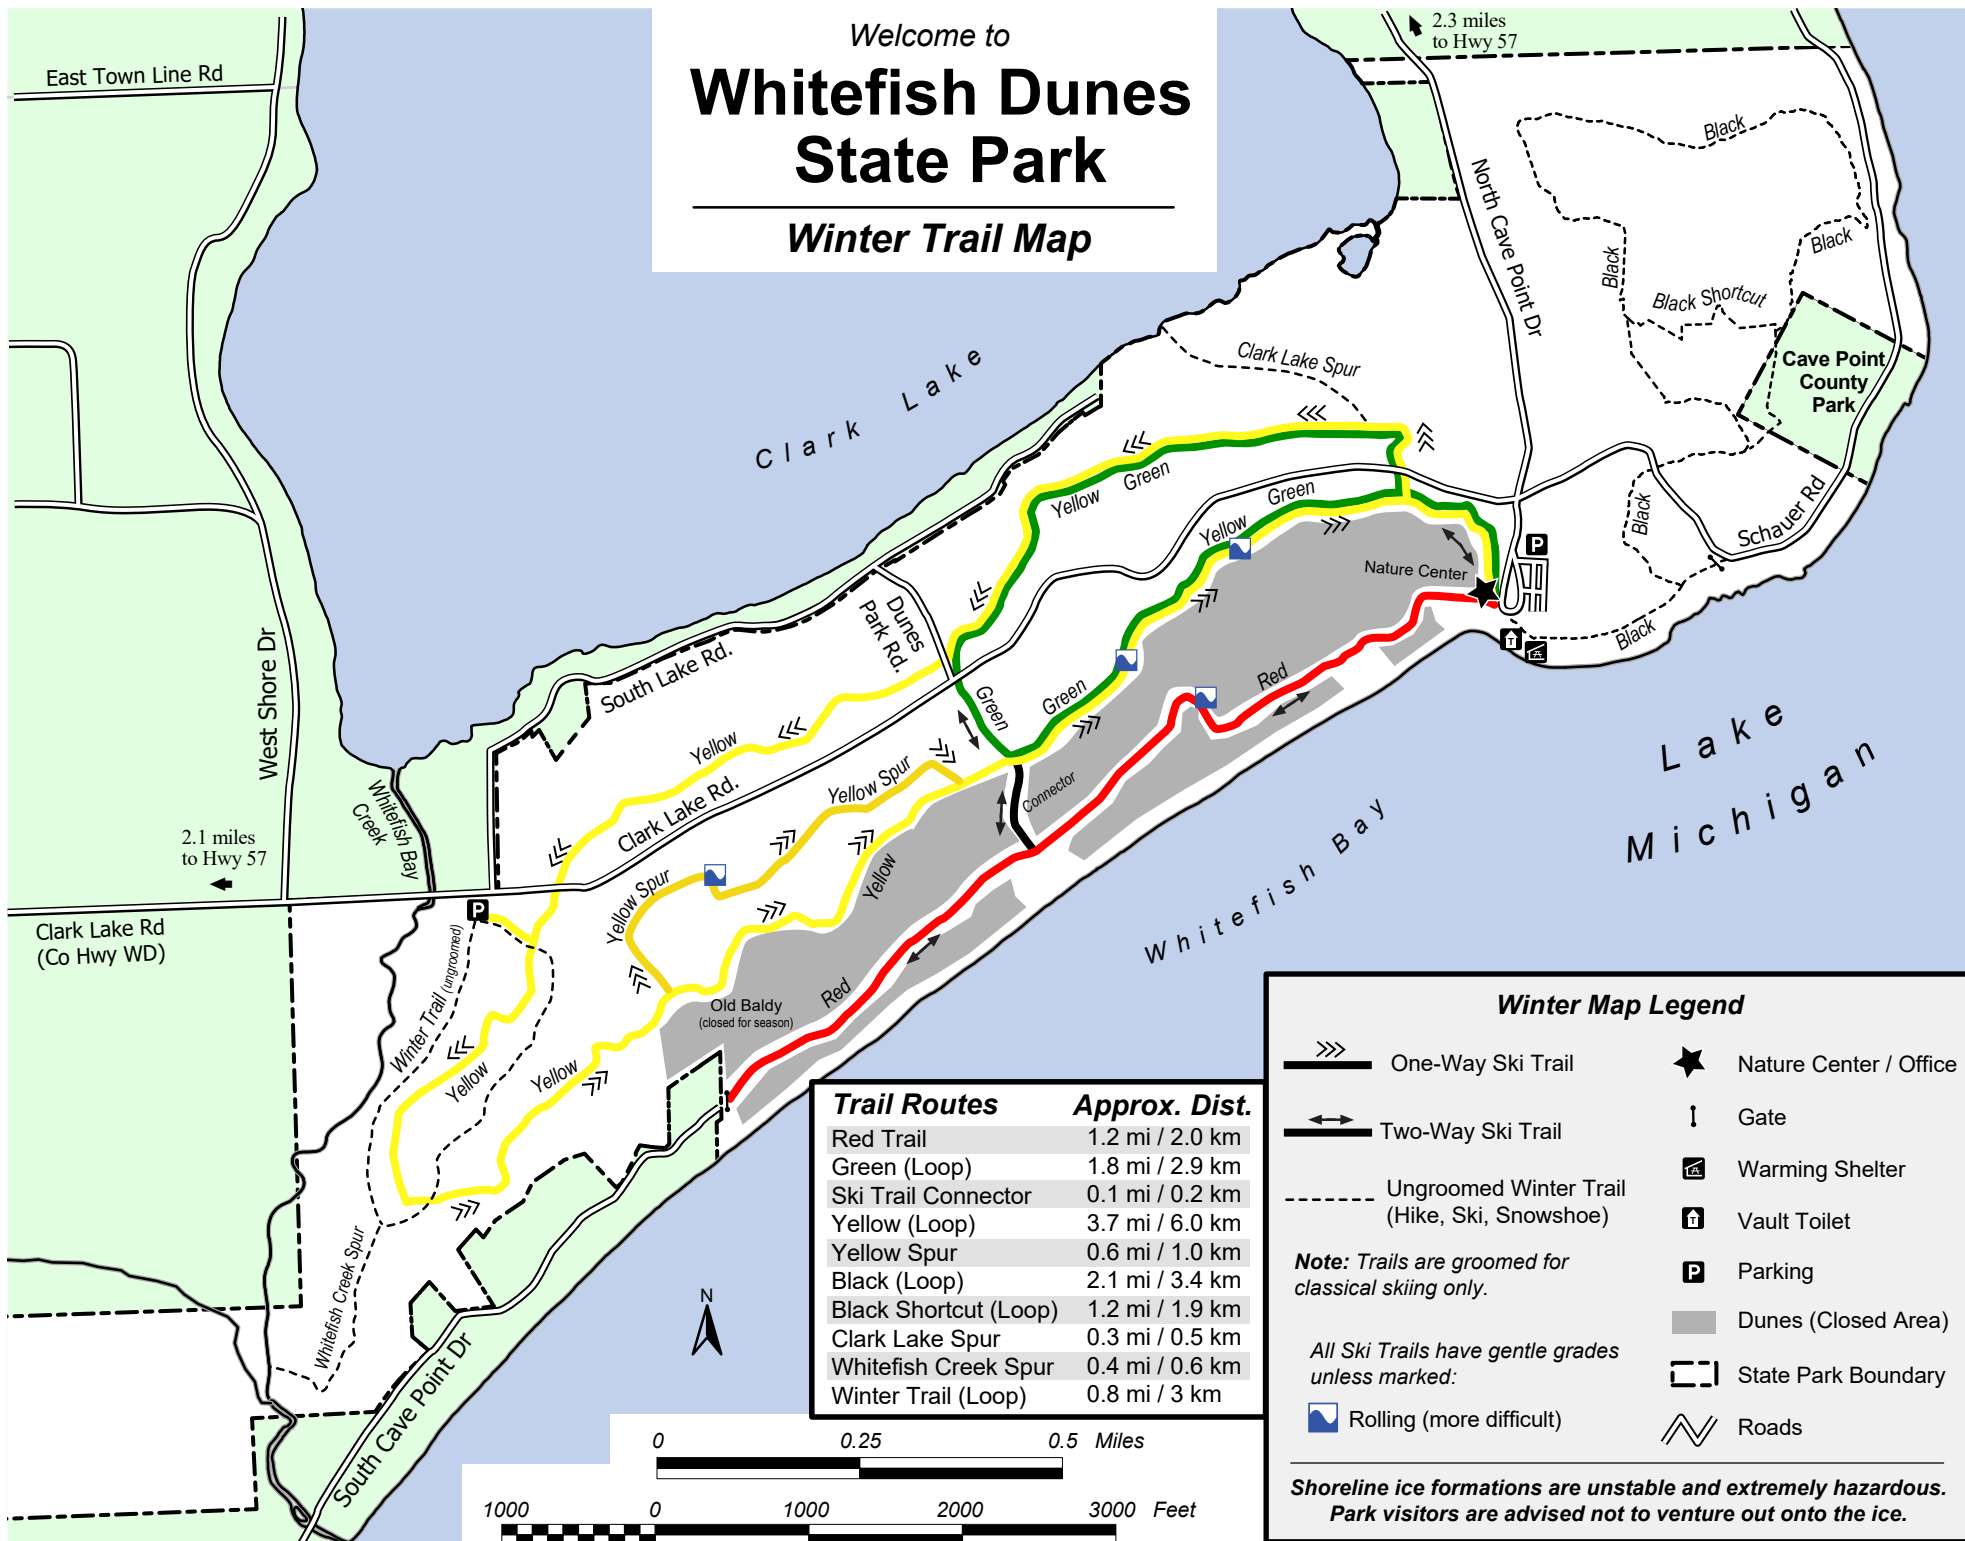 Welcome to
Whitefish Dunes
State Park
Winter Trail Map
2.3 miles
to Hwy 57
East Town Line Rd
West Shore Dr
North Cave Point Dr
Black
Black
Black
Black Shortcut
Cave Point
County
Park
Clark Lake Spur
Clark Lake
Yellow
Green
Green
Yellow
Black
Schauer Rd
P
Nature Center
Black
T
Dunes
Park Rd.
South Lake Rd.
Green
Green
Red
Yellow
Yellow Spur
Connector
Clark Lake Rd.
Whitefish Bay
Creek
2.1 miles
to Hwy 57
Lake
Michigan
Whitefish Bay
Yellow Spur
Yellow
P
Clark Lake Rd
(Co Hwy WD)
Winter Trail (ungroomed)
Red
Old Baldy
(closed for season)
Yellow
Yellow
Whitefish Creek Spur
South Cave Point Dr
N
Trail Routes Approx. Dist.
Red Trail 1.2 mi / 2.0 km
Green (Loop) 1.8 mi / 2.9 km
Ski Trail Connector 0.1 mi / 0.2 km
Yellow (Loop) 3.7 mi / 6.0 km
Yellow Spur 0.6 mi / 1.0 km
Black (Loop) 2.1 mi / 3.4 km
Black Shortcut (Loop) 1.2 mi / 1.9 km
Clark Lake Spur 0.3 mi / 0.5 km
Whitefish Creek Spur 0.4 mi / 0.6 km
Winter Trail (Loop) 0.8 mi / 3 km
0 0.25 0.5 Miles
1000 0 1000 2000 3000 Feet
Winter Map Legend
One-Way Ski Trail
Two-Way Ski Trail
Ungroomed Winter Trail
(Hike, Ski, Snowshoe)
Note: Trails are groomed for
classical skiing only.
All Ski Trails have gentle grades
unless marked:
Rolling (more difficult)
Nature Center / Office
Gate
Warming Shelter
T Vault Toilet
P Parking
Dunes (Closed Area)
State Park Boundary
Roads
Shoreline ice formations are unstable and extremely hazardous.
Park visitors are advised not to venture out onto the ice.